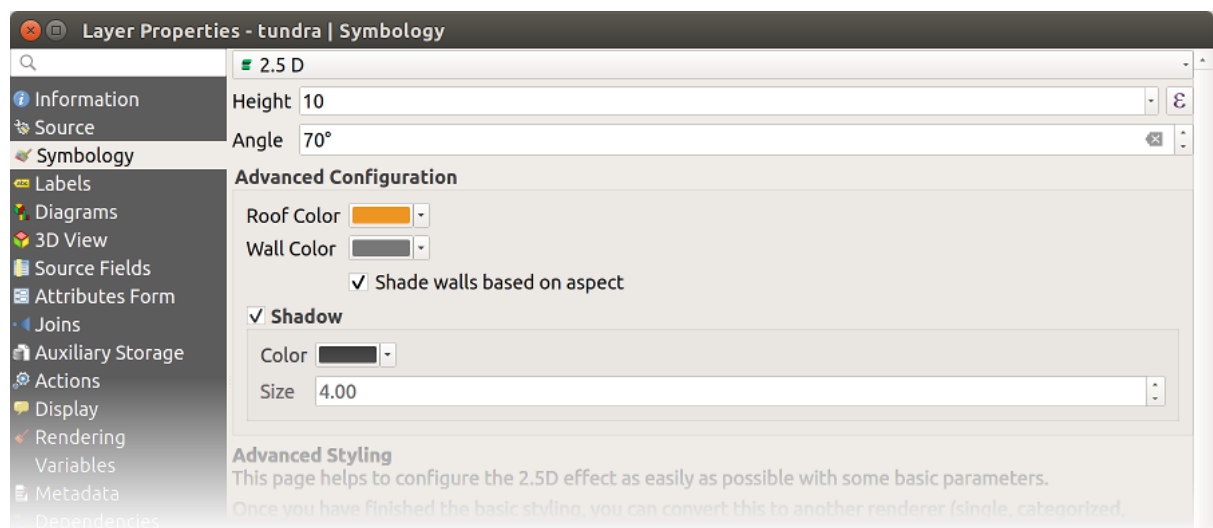 Layer Properties - tundra | Symbology
Information
Source
Symbology
Labels
Diagrams
3D View
Source Fields
Attributes Form
Joins
Auxiliary Storage
Actions
Display
Rendering
Variables
Metadata
Dependencies
2.5 D
Height 10 ε
Angle 70°
Advanced Configuration
Roof Color
Wall Color
Shade walls based on aspect
Shadow
Color
Size 4.00
Advanced Styling
This page helps to configure the 2.5D effect as easily as possible with some basic parameters.
Once you have finished the basic styling, you can convert this to another renderer (single, categorized,